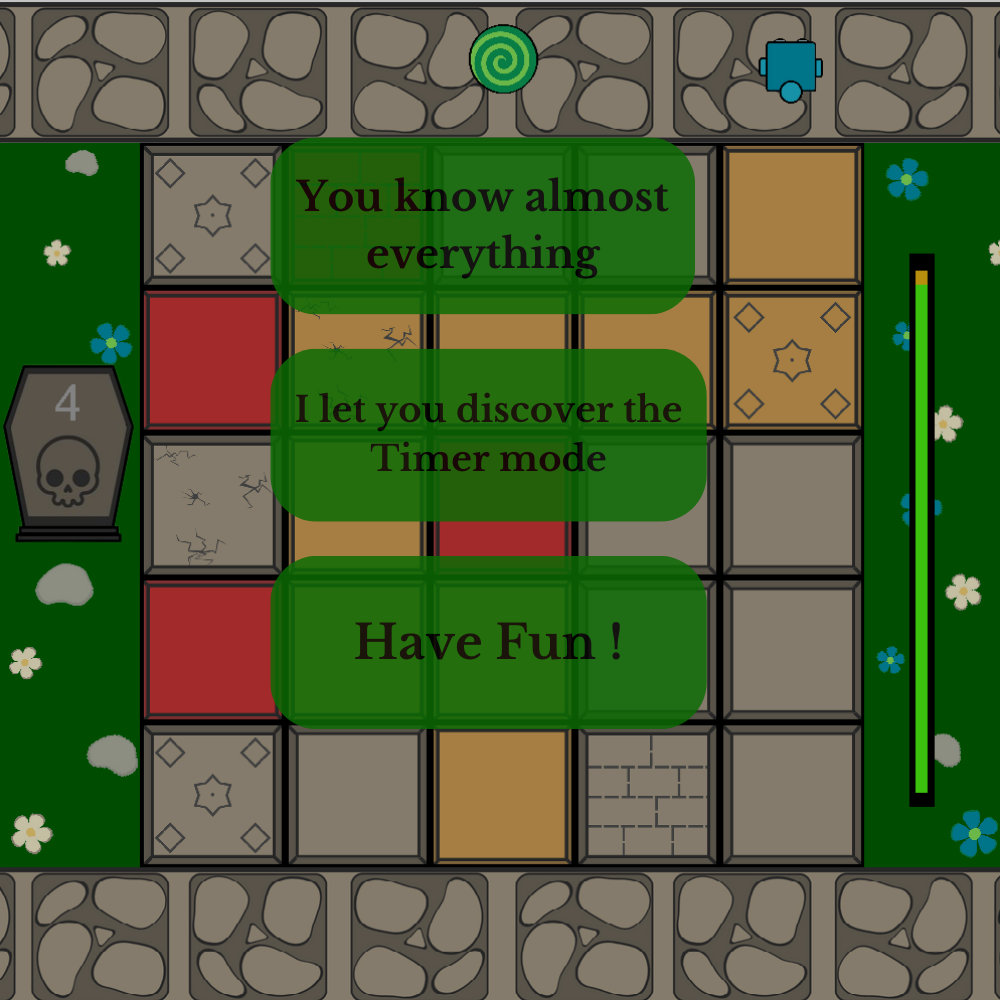 You know almost
everything
4
I let you discover the
Timer mode
Have Fun !